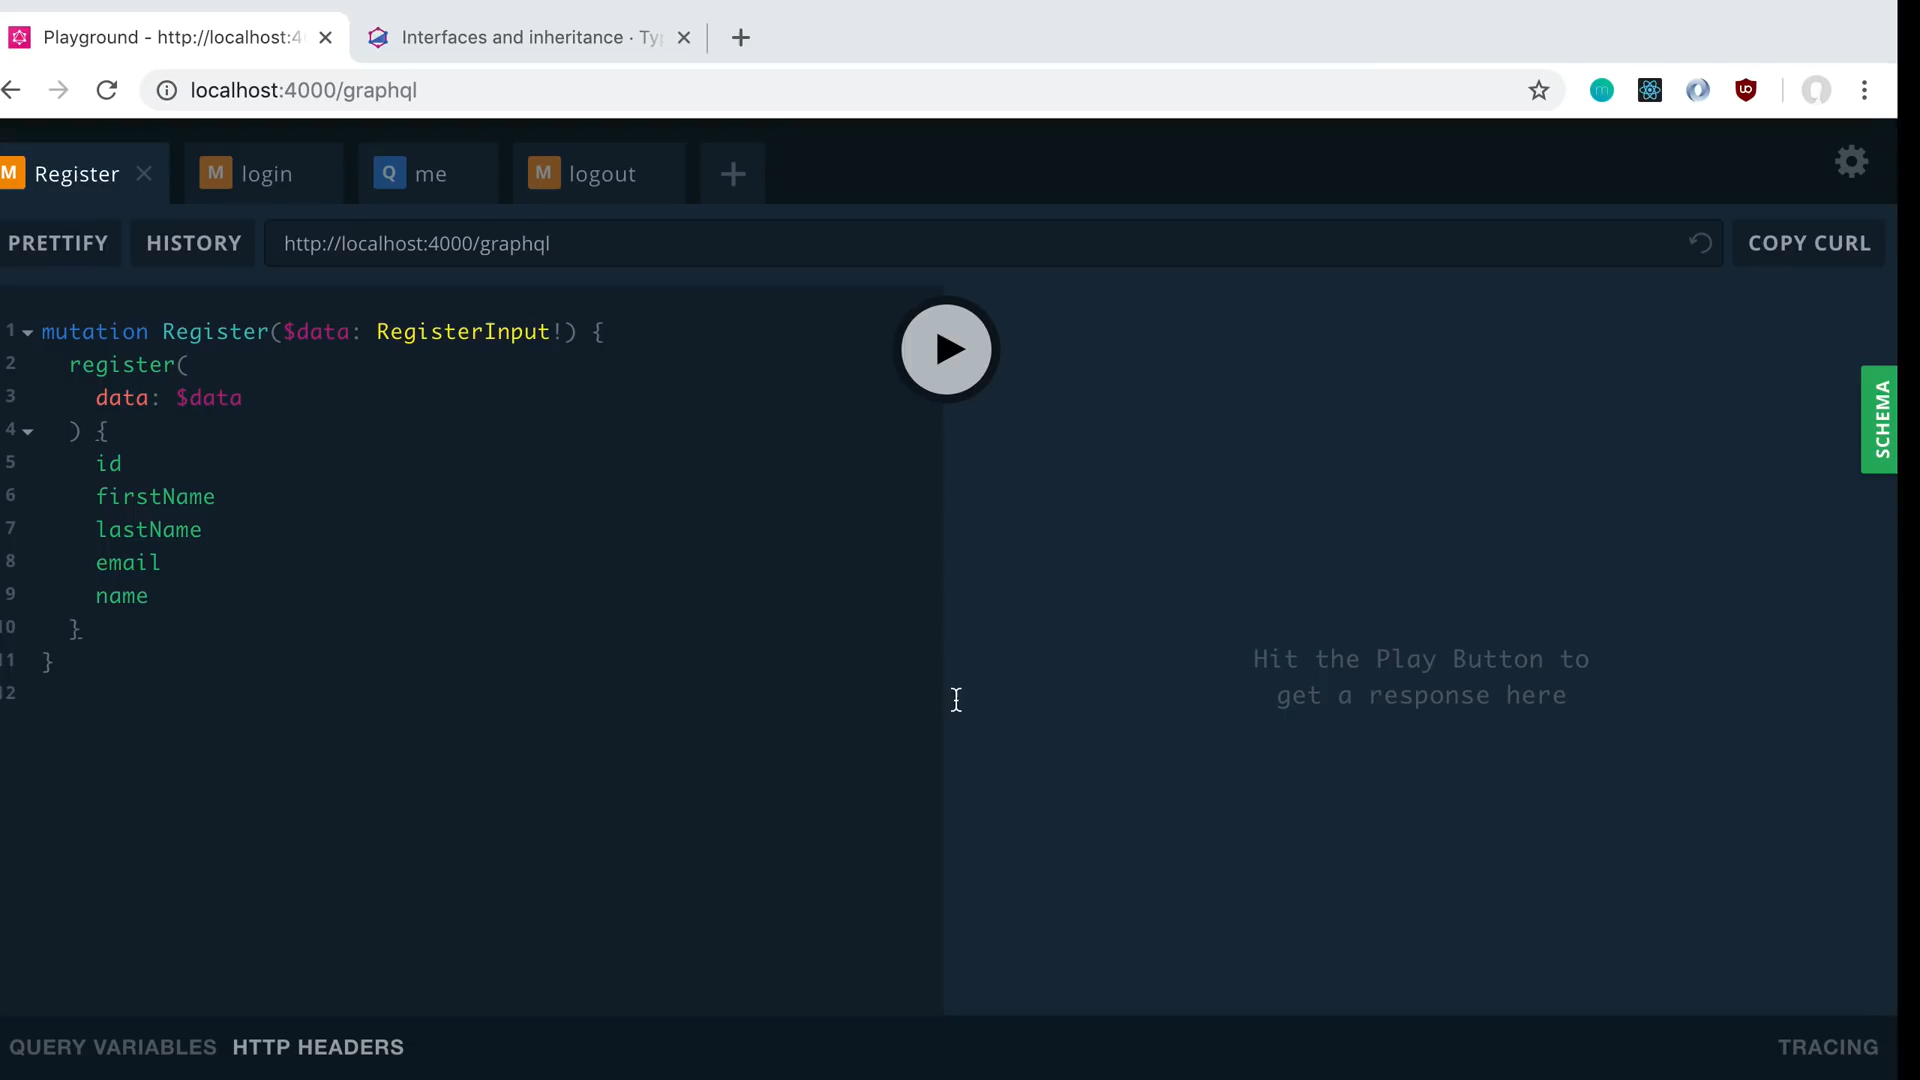 Playground - http://localhost:4
Interfaces and inheritance · Ty
localhost:4000/graphql
M Register
M login
Q me
M logout
PRETTIFY
HISTORY
http://localhost:4000/graphql
COPY CURL
1 mutation Register($data: RegisterInput!) {
2 register(
3 data: $data
4 ) {
5 id
6 firstName
7 lastName
8 email
9 name
10 }
11 }
12
SCHEMA
Hit the Play Button to
get a response here
QUERY VARIABLES HTTP HEADERS
TRACING